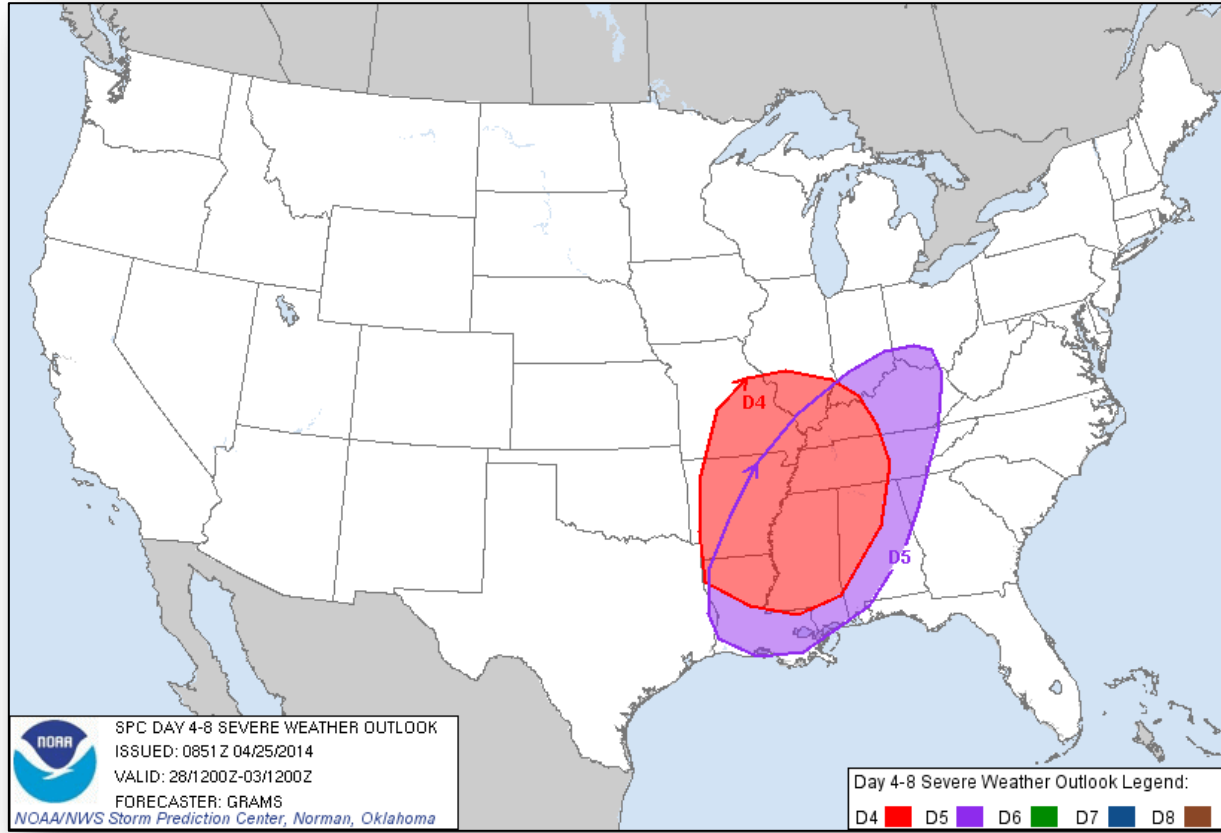 D4
D5
NOAA
SPC DAY 4-8 SEVERE WEATHER OUTLOOK
ISSUED: 0851Z 04/25/2014
VALID: 28/1200Z-03/1200Z
FORECASTER: GRAMS
NOAA/NWS Storm Prediction Center, Norman, Oklahoma
Day 4-8 Severe Weather Outlook Legend:
D4 D5 D6 D7 D8